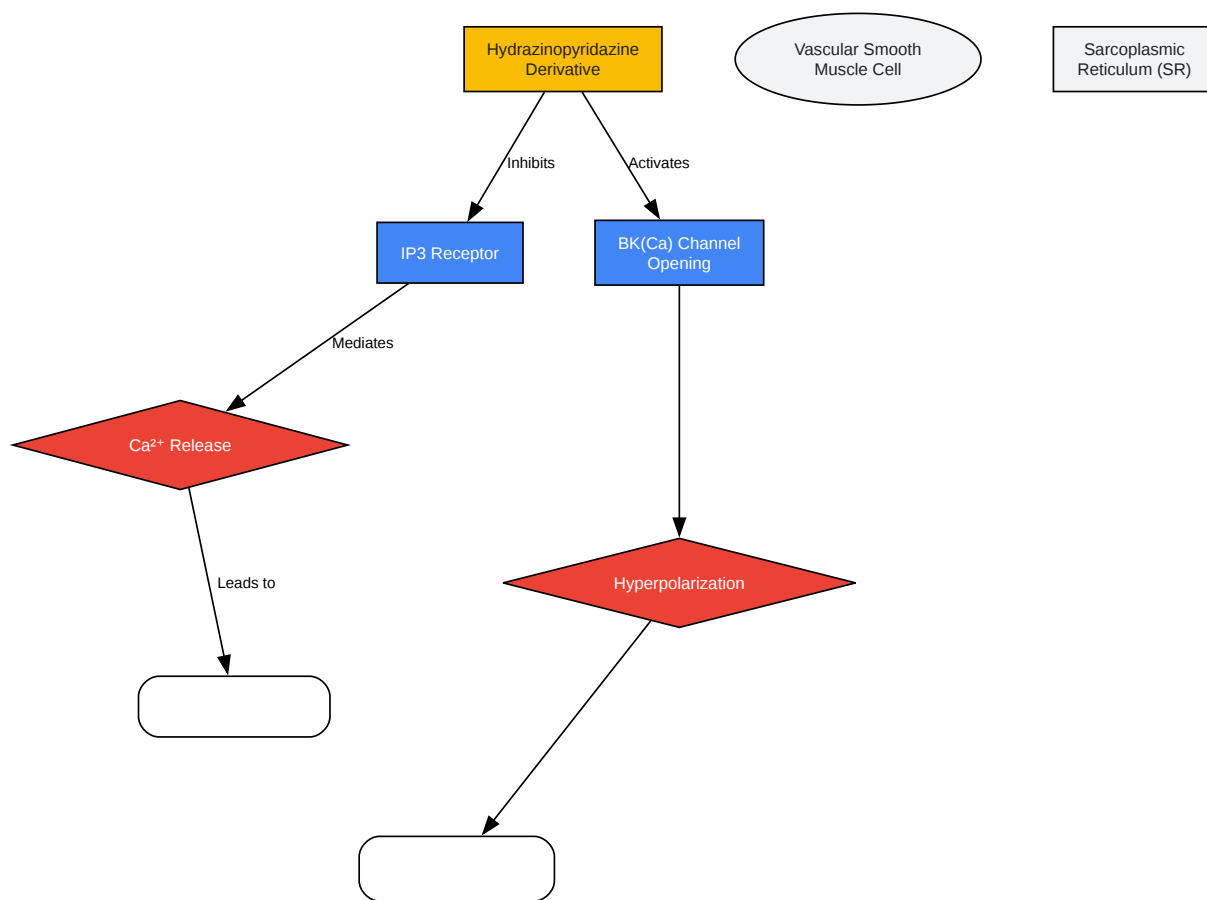 Hydrazinopyridazine
Derivative
Vascular Smooth
Muscle Cell
Sarcoplasmic
Reticulum (SR)
Inhibits
Activates
IP3 Receptor
BK(Ca) Channel
Opening
Mediates
Ca²⁺ Release
Leads to
Hyperpolarization